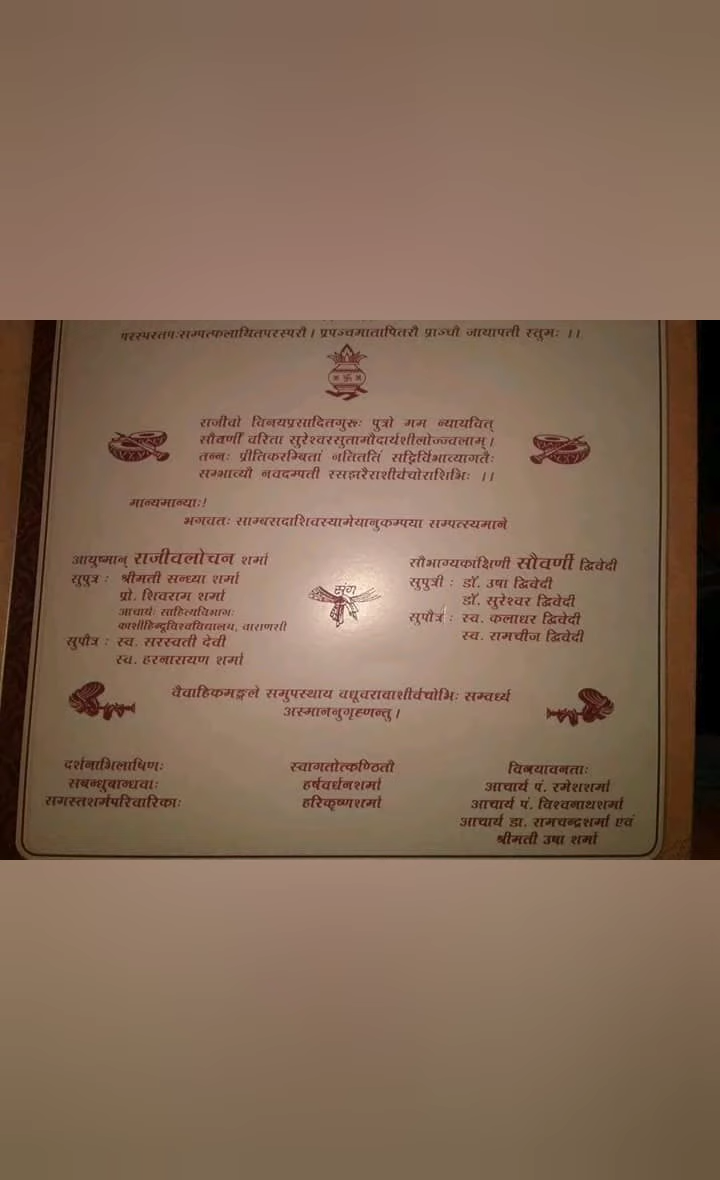 परस्परतपःसम्पत्फलायितपरस्परौ। प्रपञ्चमातापितरौ प्राञ्चौ जायापती स्तुमः ।।
राजीवो विनयप्रसादितगुरुः पुत्रो मम न्यायवित्
सौवर्णी वरिता सुरेश्वरसुतामौदार्यशीलोज्ज्वलाम्।
तन्नः प्रीतिकरम्बितां नतिततिं सद्भिर्विभाव्यागतैः
सम्भाव्यौ नवदम्पती रसझरैराशीर्वचोराशिभिः ।।
मान्यमान्याः!
भगवतः साम्बसदाशिवस्यामेयानुकम्पया सम्पत्स्यमाने
आयुष्मान् राजीवलोचन शर्मा
सुपुत्र : श्रीमती सन्ध्या शर्मा
प्रो. शिवराम शर्मा
आचार्यः साहित्यविभागः
काशीहिन्दूविश्वविद्यालय, वाराणसी
सुपौत्र : स्व. सरस्वती देवी
स्व. हरनारायण शर्मा
संग
सौभाग्यकांक्षिणी सौवर्णी द्विवेदी
सुपुत्री : डॉ. उषा द्विवेदी
डॉ. सुरेश्वर द्विवेदी
सुपौत्र : स्व. कलाधर द्विवेदी
स्व. रामचीज द्विवेदी
वैवाहिकमङ्गले समुपस्थाय वधूवरावाशीर्वचोभिः सम्वर्ध्य
अस्माननुगृह्णन्तु।
दर्शनाभिलाषिणः
सबन्धुबान्धवाः
समस्तशर्मपरिवारिकाः
स्वागतोत्कण्ठितौ
हर्षवर्धनशर्मा
हरिकृष्णशर्मा
विनयावनताः
आचार्य पं. रमेशशर्मा
आचार्य पं. विश्वनाथशर्मा
आचार्य डा. रामचन्द्रशर्मा एवं
श्रीमती उषा शर्मा